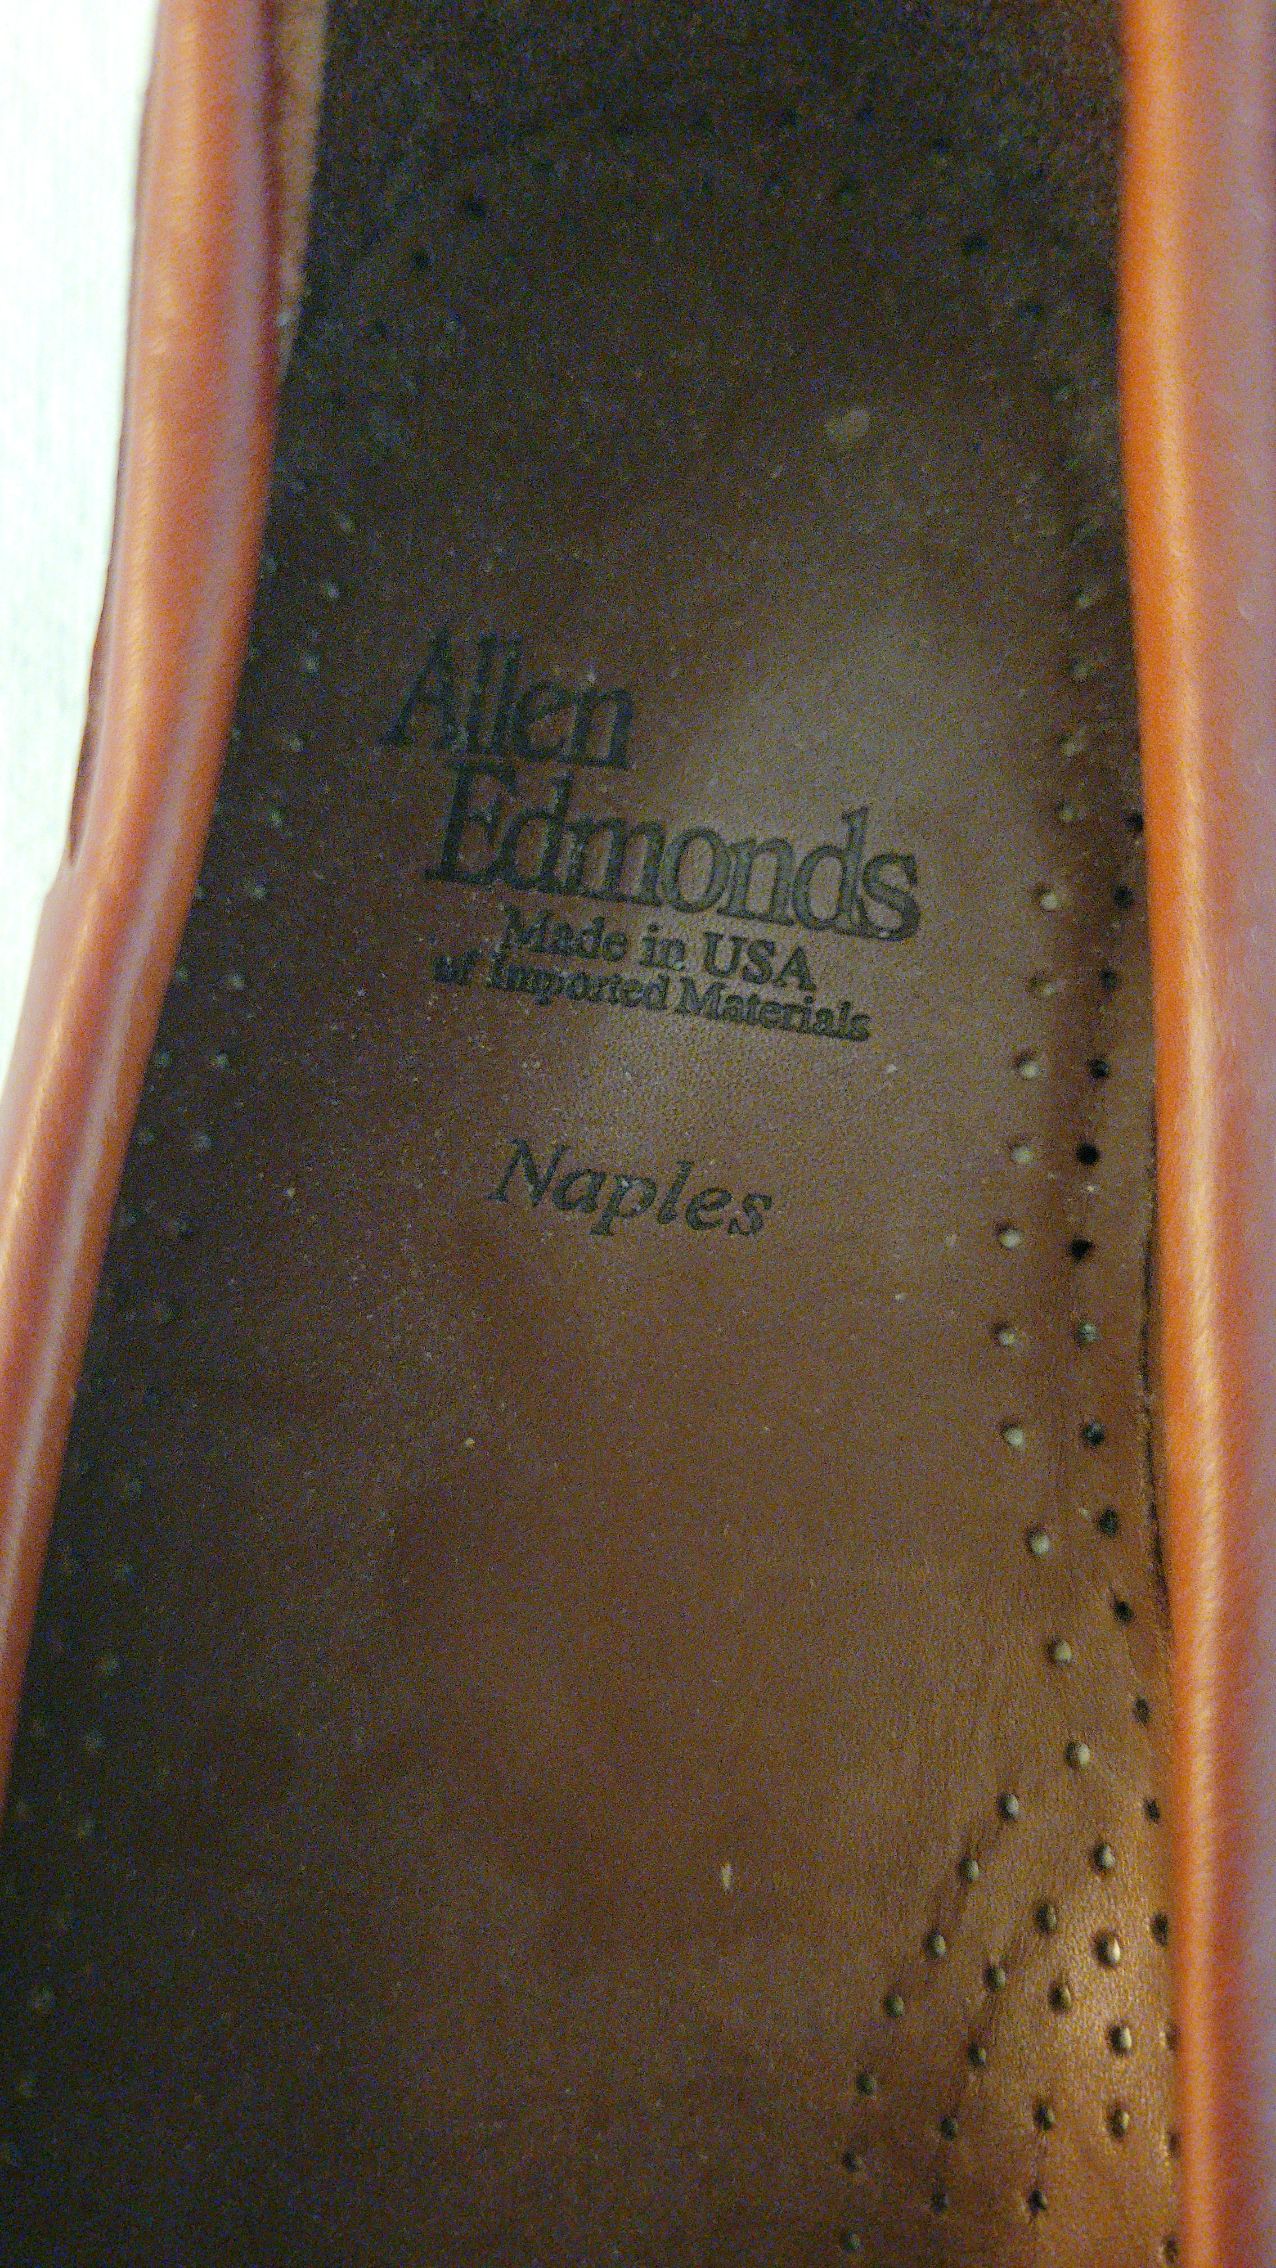 Allen
Edmonds
Made in USA
of Imported Materials
Naples